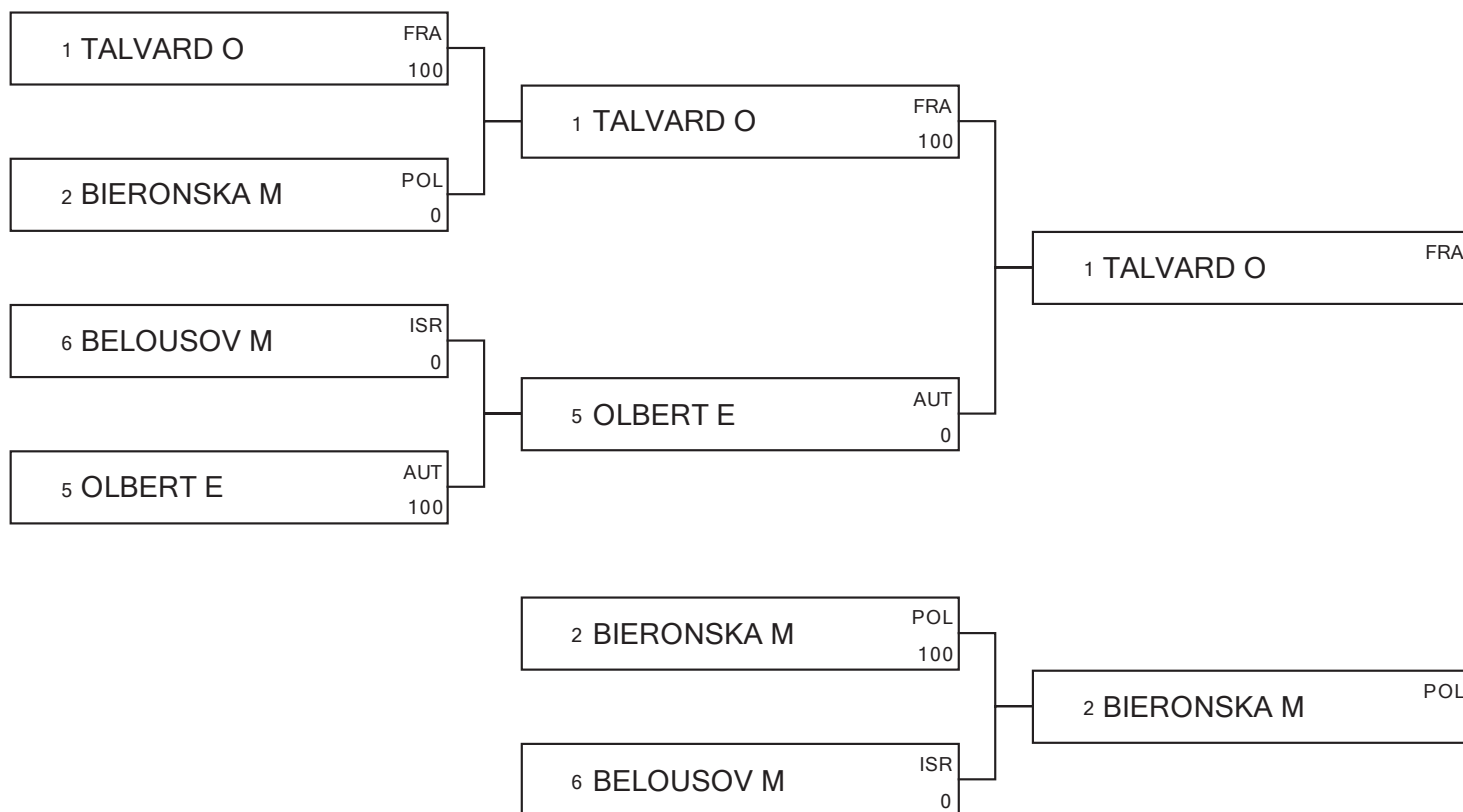 1 TALVARD O FRA
100
2 BIERONSKA M POL
0
6 BELOUSOV M ISR
0
5 OLBERT E AUT
100
1 TALVARD O FRA
100
5 OLBERT E AUT
0
1 TALVARD O FRA
2 BIERONSKA M POL
100
6 BELOUSOV M ISR
0
2 BIERONSKA M POL